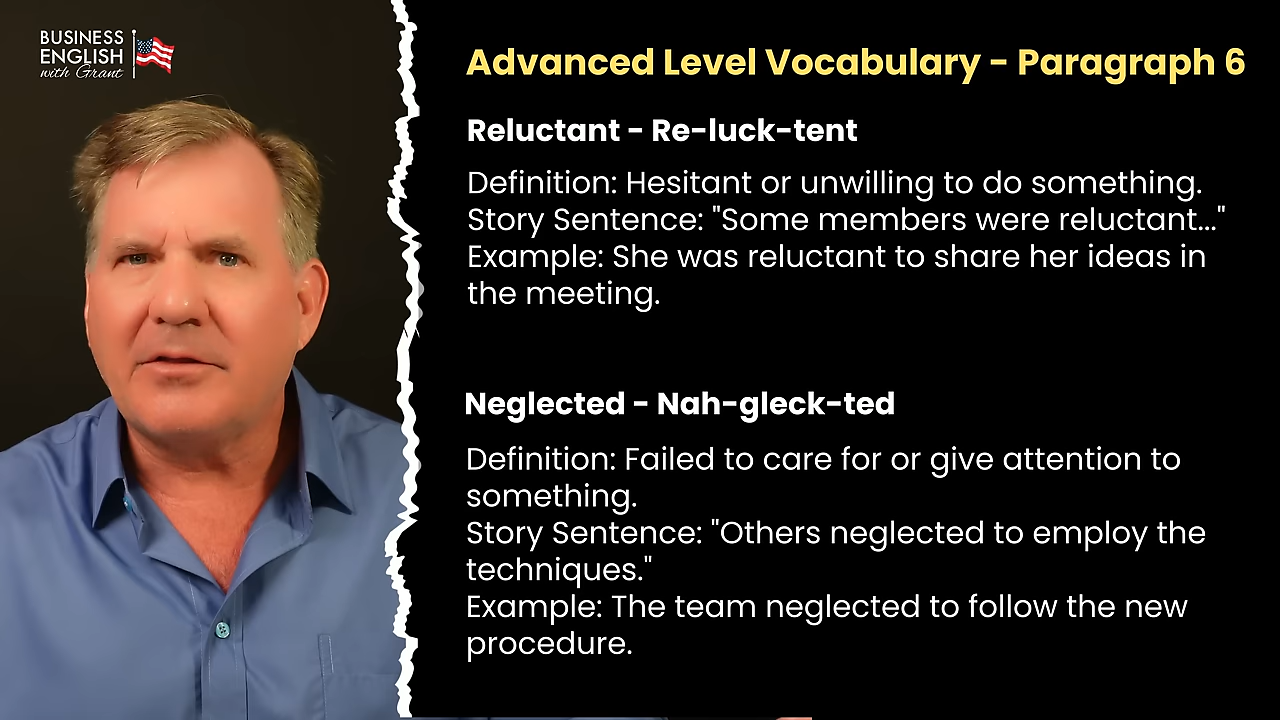 BUSINESS
ENGLISH
with Grant
Advanced Level Vocabulary - Paragraph 6
Reluctant - Re-luck-tent
Definition: Hesitant or unwilling to do something.
Story Sentence: "Some members were reluctant..."
Example: She was reluctant to share her ideas in
the meeting.
Neglected - Nah-gleck-ted
Definition: Failed to care for or give attention to
something.
Story Sentence: "Others neglected to employ the
techniques."
Example: The team neglected to follow the new
procedure.